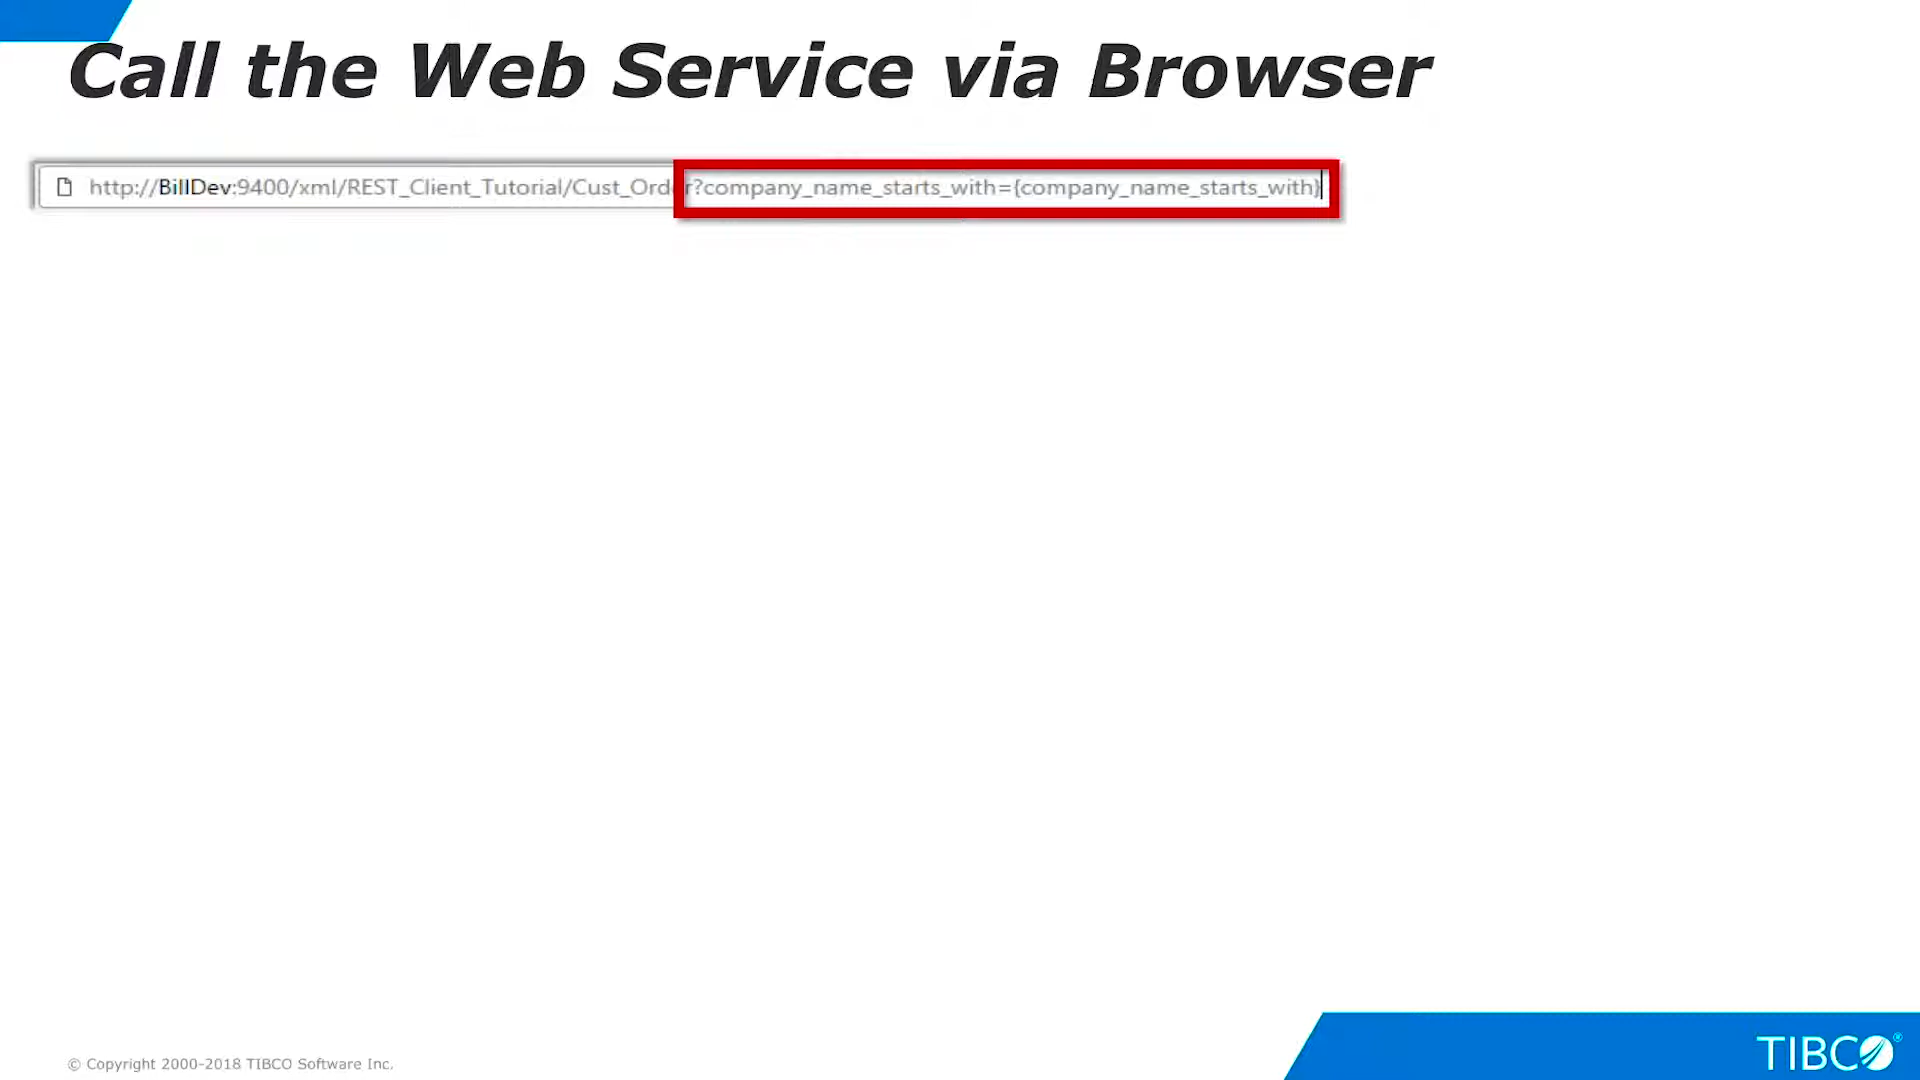 Call the Web Service via Browser
http://BillDev:9400/xml/REST_Client_Tutorial/Cust_Order?company_name_starts_with={company_name_starts_with}
© Copyright 2000-2018 TIBCO Software Inc.
TIBCO®